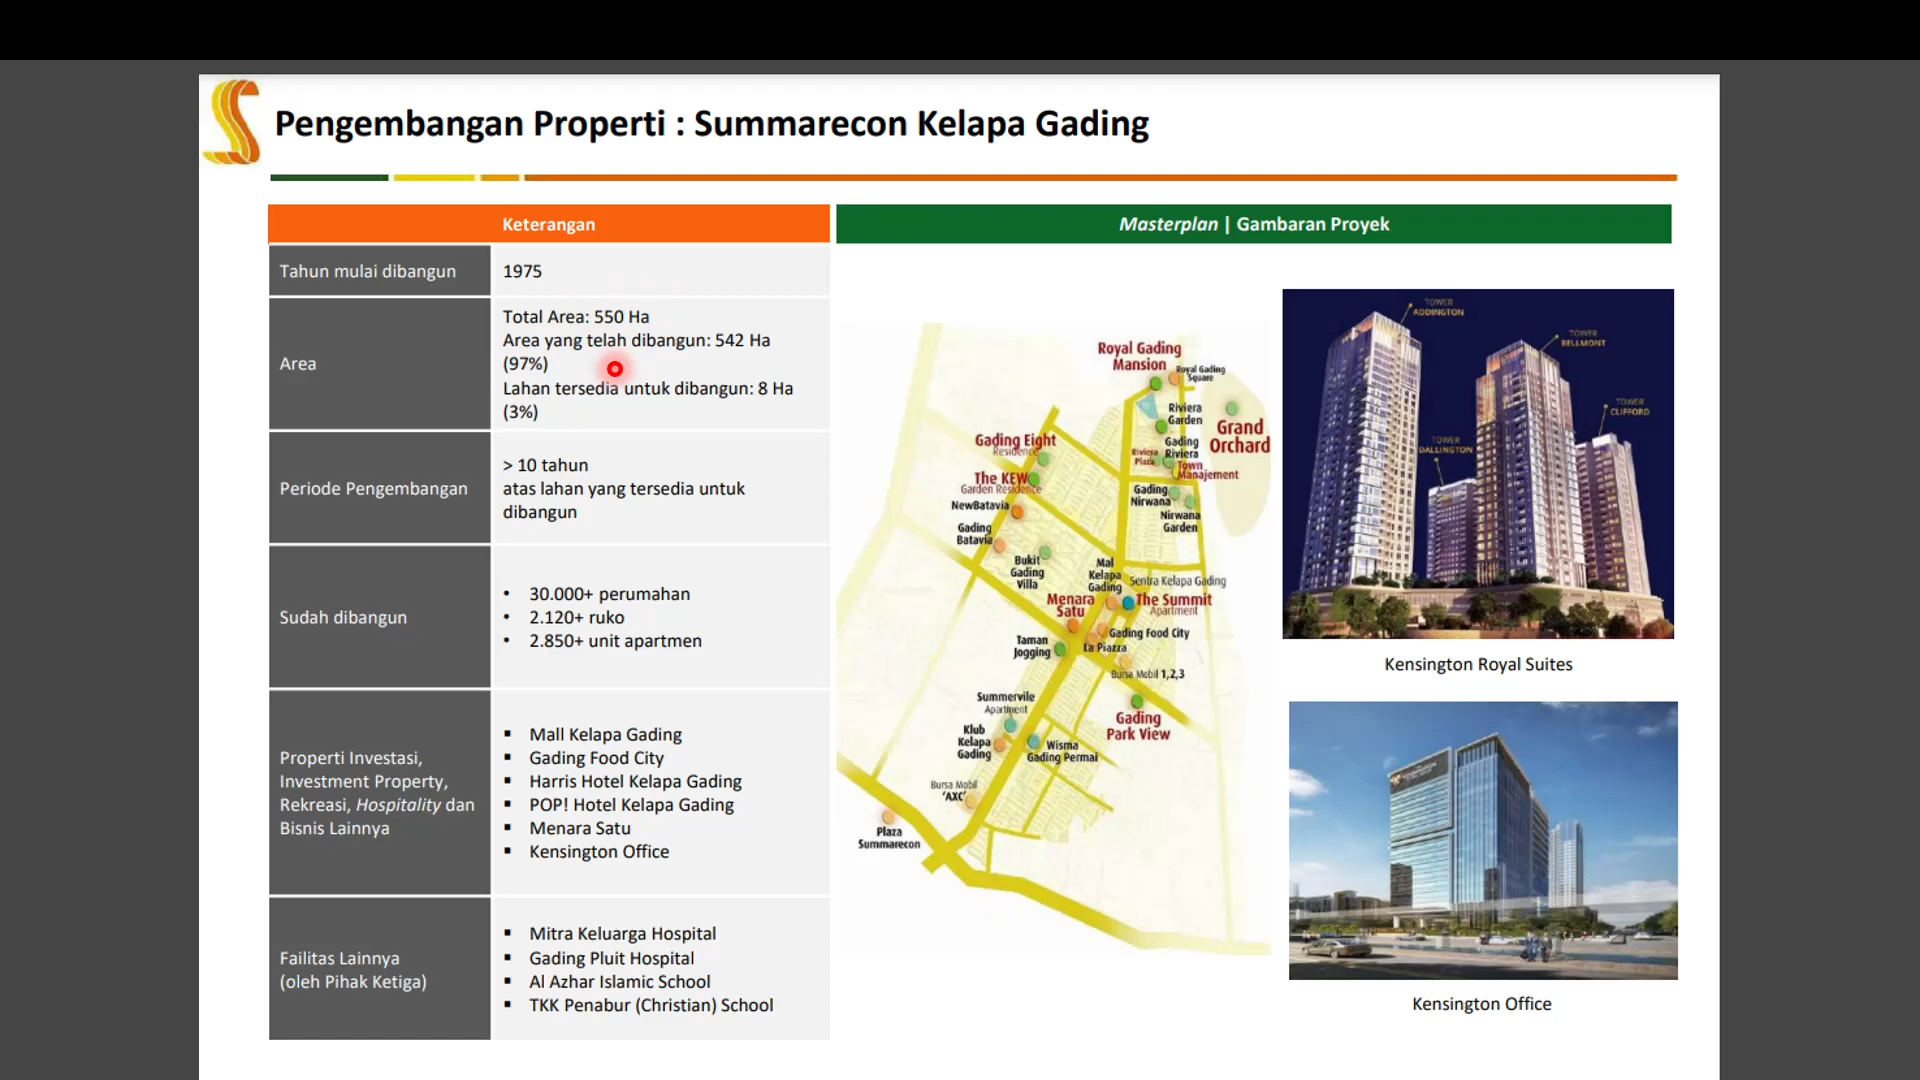 Pengembangan Properti : Summarecon Kelapa Gading
Keterangan
Tahun mulai dibangun
1975
Area
Total Area: 550 Ha
Area yang telah dibangun: 542 Ha
(97%)
Lahan tersedia untuk dibangun: 8 Ha
(3%)
Periode Pengembangan
> 10 tahun
atas lahan yang tersedia untuk
dibangun
Sudah dibangun
• 30.000+ perumahan
• 2.120+ ruko
• 2.850+ unit apartmen
Properti Investasi,
Investment Property,
Rekreasi, Hospitality dan
Bisnis Lainnya
▪ Mall Kelapa Gading
▪ Gading Food City
▪ Harris Hotel Kelapa Gading
▪ POP! Hotel Kelapa Gading
▪ Menara Satu
▪ Kensington Office
Failitas Lainnya
(oleh Pihak Ketiga)
▪ Mitra Keluarga Hospital
▪ Gading Pluit Hospital
▪ Al Azhar Islamic School
▪ TKK Penabur (Christian) School
Masterplan | Gambaran Proyek
Royal Gading
Mansion
Royal Gading
Square
Riviera
Garden
Grand
Orchard
Gading
Riviera
Riviera
Plaza
Town
Manajement
Gading Eight
Residence
The KEW
Garden Residence
NewBatavia
Gading
Nirwana
Nirwana
Garden
Gading
Batavia
Bukit
Gading
Villa
Mal
Kelapa
Gading
Sentra Kelapa Gading
Menara
Satu
The Summit
Apartment
Gading Food City
Taman
Jogging
La Piazza
Bursa Mobil 1,2,3
Summervile
Apartment
Gading
Park View
Klub
Kelapa
Gading
Wisma
Gading Permai
Bursa Mobil
'AXC'
Plaza
Summarecon
TOWER
ADDINGTON
TOWER
BELLMONT
TOWER
CLIFFORD
TOWER
DALLINGTON
Kensington Royal Suites
Kensington Office